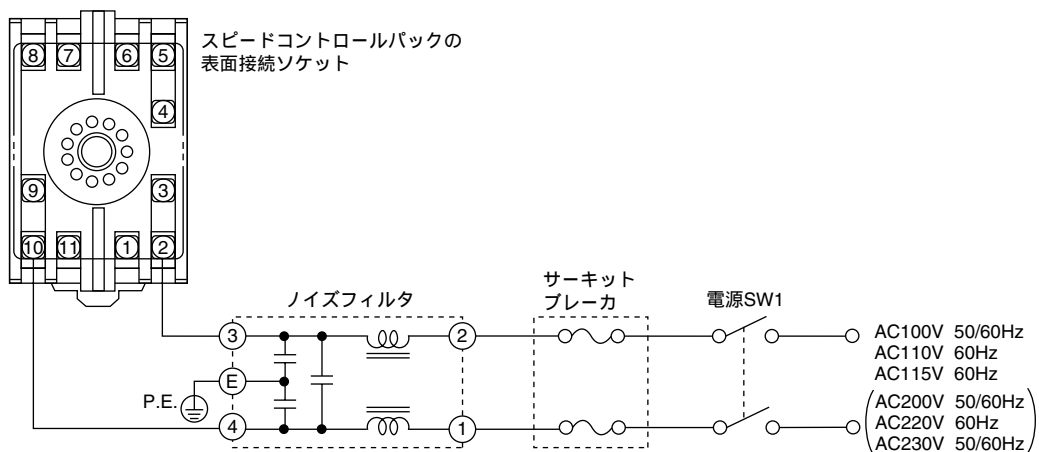 スピードコントロールパックの
表面接続ソケット
8 7 6 5
4
9 3
10 11 1 2
ノイズフィルタ
サーキット
ブレーカ
電源SW1
3 2
E
P.E.
4 1
AC100V 50/60Hz
AC110V 60Hz
AC115V 60Hz
(AC200V 50/60Hz
AC220V 60Hz
AC230V 50/60Hz)